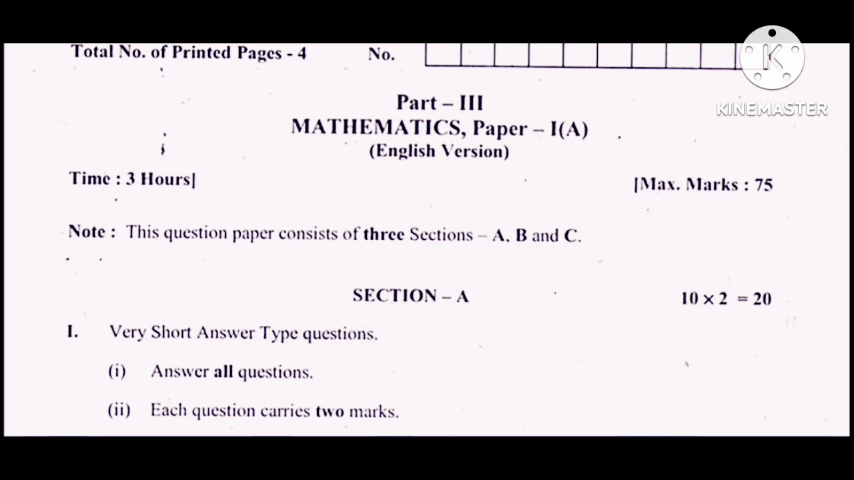 Total No. of Printed Pages - 4 No.
K
KINEMASTER
Part – III
MATHEMATICS, Paper – I(A)
(English Version)
Time : 3 Hours] [Max. Marks : 75
Note : This question paper consists of three Sections – A, B and C.
SECTION – A 10 × 2 = 20
I. Very Short Answer Type questions.
(i) Answer all questions.
(ii) Each question carries two marks.